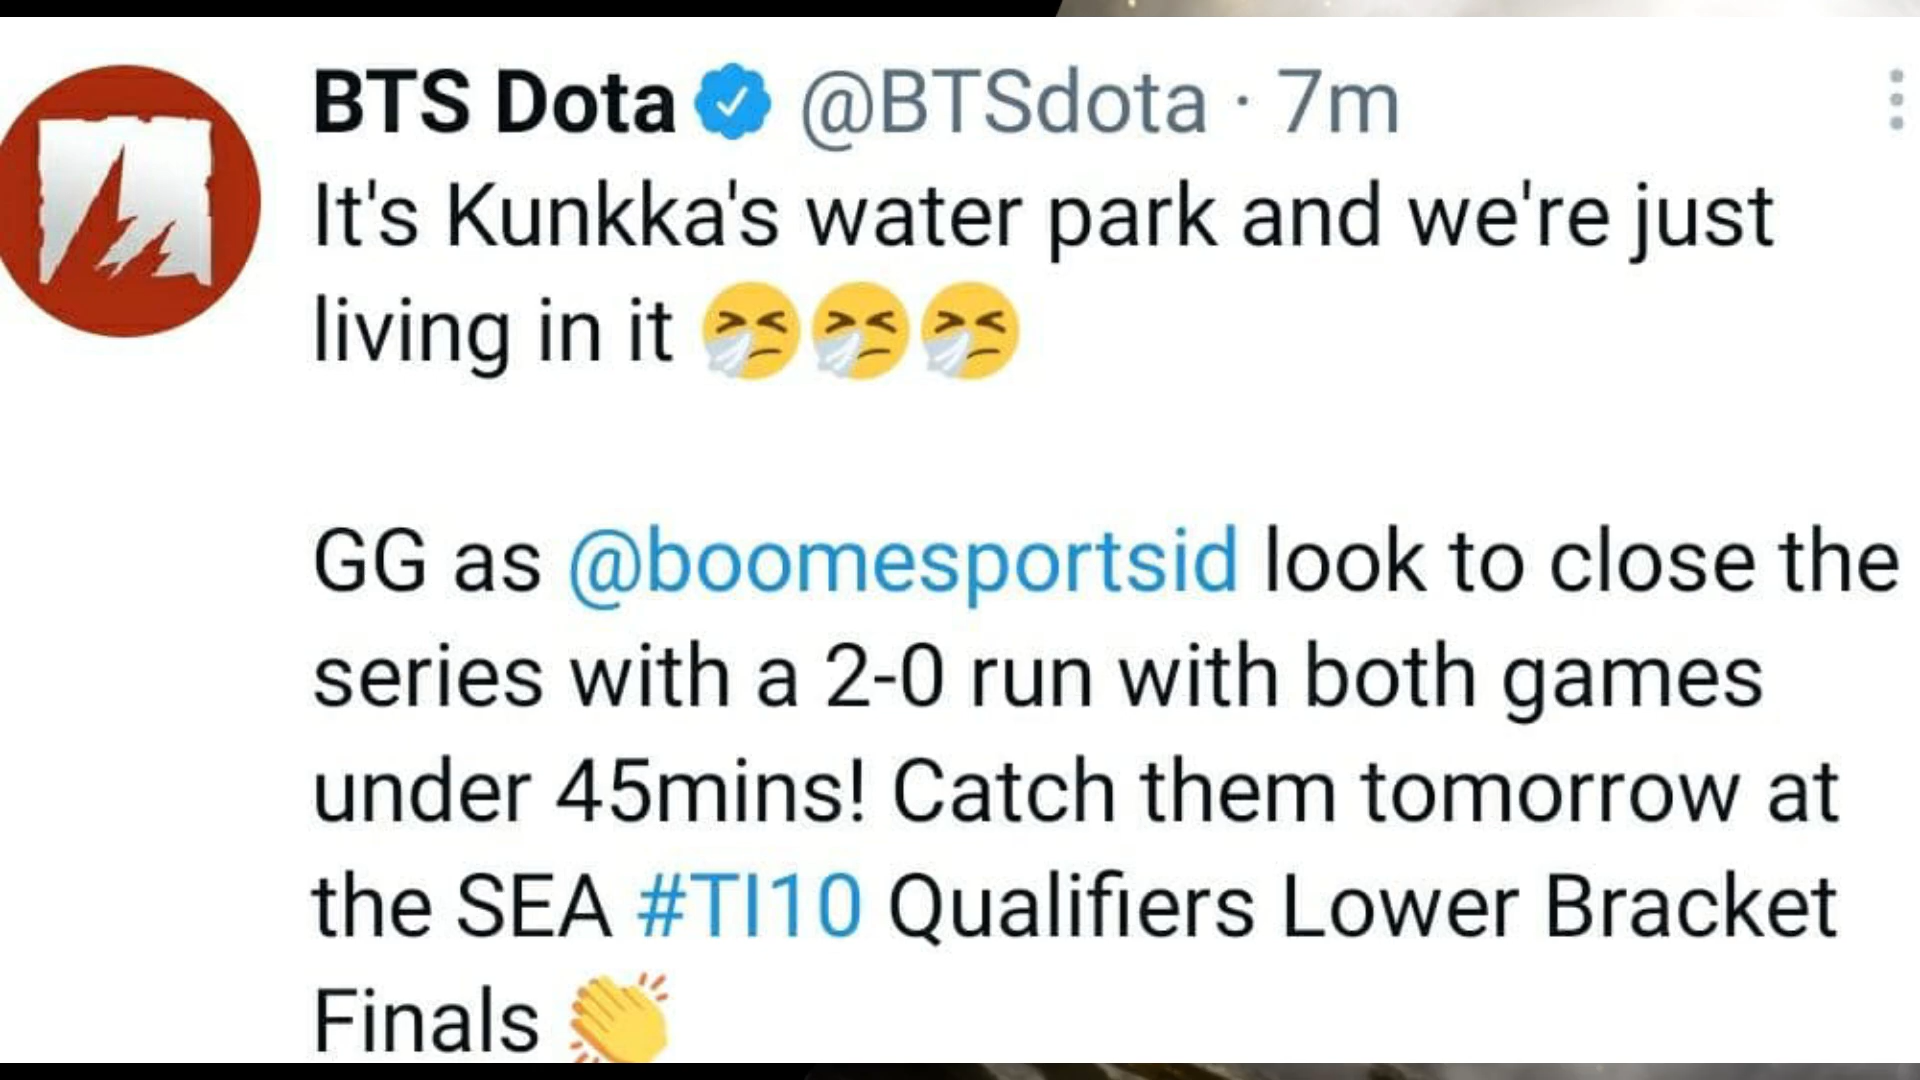 BTS Dota @BTSdota · 7m
It's Kunkka's water park and we're just
living in it 🤧🤧🤧
GG as @boomesportsid look to close the
series with a 2-0 run with both games
under 45mins! Catch them tomorrow at
the SEA #TI10 Qualifiers Lower Bracket
Finals 👏